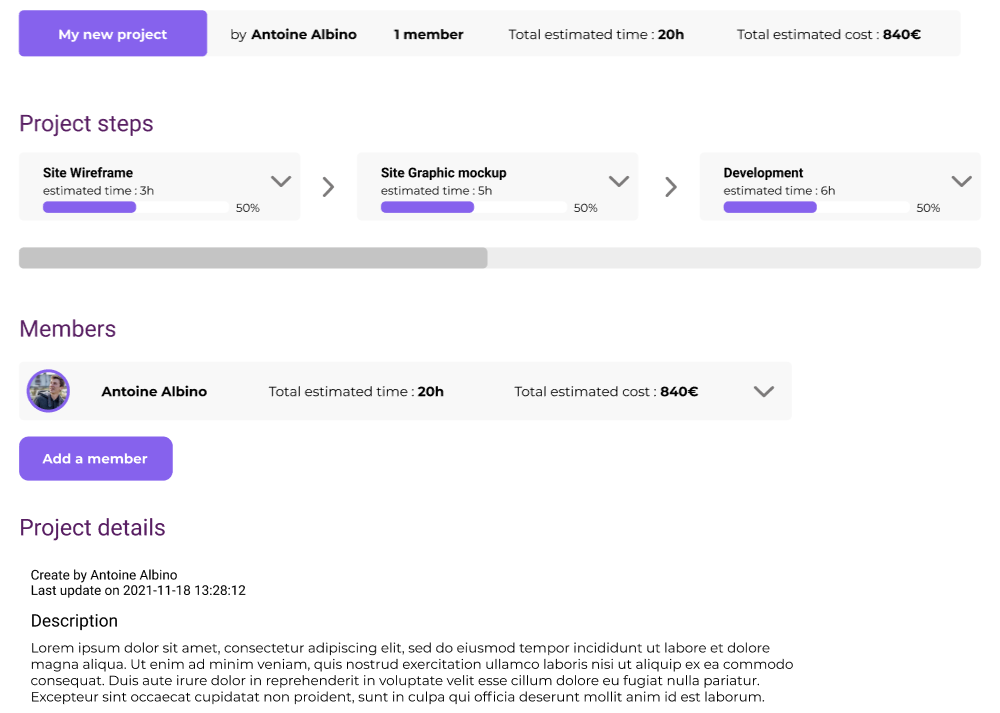 My new project by Antoine Albino 1 member Total estimated time : 20h Total estimated cost : 840€
Project steps
Site Wireframe
estimated time : 3h
50%
Site Graphic mockup
estimated time : 5h
50%
Development
estimated time : 6h
50%
Members
Antoine Albino Total estimated time : 20h Total estimated cost : 840€
Add a member
Project details
Create by Antoine Albino
Last update on 2021-11-18 13:28:12
Description
Lorem ipsum dolor sit amet, consectetur adipiscing elit, sed do eiusmod tempor incididunt ut labore et dolore
magna aliqua. Ut enim ad minim veniam, quis nostrud exercitation ullamco laboris nisi ut aliquip ex ea commodo
consequat. Duis aute irure dolor in reprehenderit in voluptate velit esse cillum dolore eu fugiat nulla pariatur.
Excepteur sint occaecat cupidatat non proident, sunt in culpa qui officia deserunt mollit anim id est laborum.